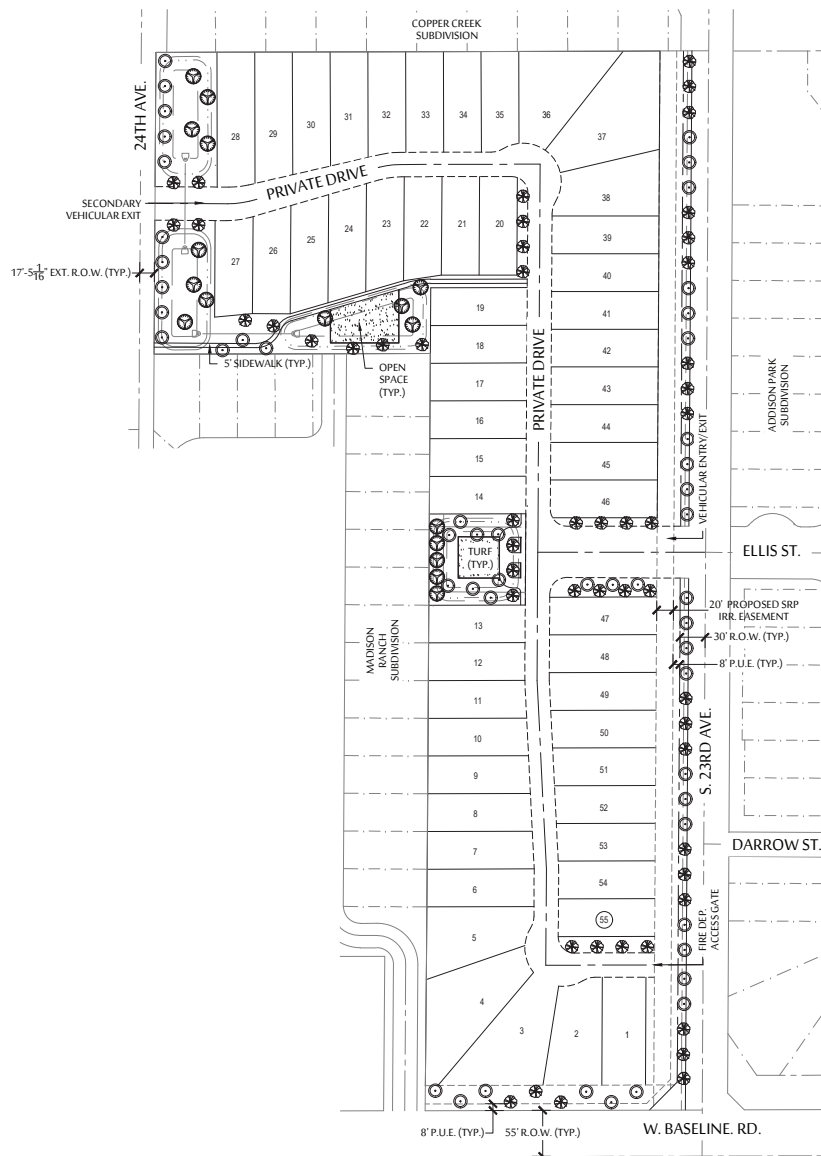 COPPER CREEK
SUBDIVISION
24TH AVE.
28
29
30
31
32
33
34
35
36
37
PRIVATE DRIVE
SECONDARY
VEHICULAR EXIT
38
27
26
25
24
23
22
21
20
39
40
17'-5 1/16" EXT. R.O.W. (TYP.)
5' SIDEWALK (TYP.)
OPEN
SPACE
(TYP.)
19
18
17
16
15
14
PRIVATE DRIVE
41
42
43
44
45
46
VEHICULAR ENTRY/EXIT
ADDISON PARK
SUBDIVISION
TURF
(TYP.)
ELLIS ST.
20' PROPOSED SRP
IRR. EASEMENT
30' R.O.W. (TYP.)
8' P.U.E. (TYP.)
MADISON
RANCH
SUBDIVISION
13
12
11
10
9
8
7
6
5
4
3
2
1
47
48
49
50
51
52
53
54
55
S. 23RD AVE.
DARROW ST.
FIRE DEP.
ACCESS GATE
8' P.U.E. (TYP.)
55' R.O.W. (TYP.)
W. BASELINE. RD.